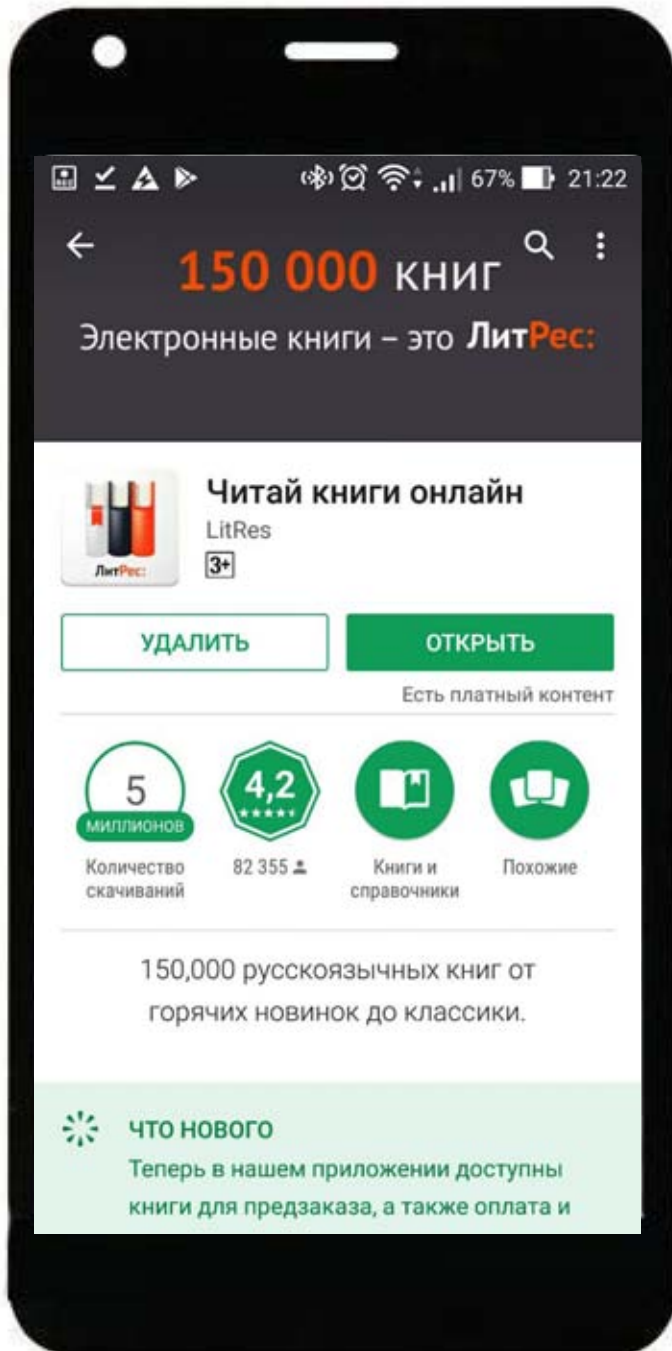 67% 21:22
150 000 книг
Электронные книги – это ЛитРес:
Читай книги онлайн
LitRes
3+
ЛитРес:
УДАЛИТЬ
ОТКРЫТЬ
Есть платный контент
5
МИЛЛИОНОВ
Количество
скачиваний
4,2
82 355
Книги и
справочники
Похожие
150,000 русскоязычных книг от
горячих новинок до классики.
ЧТО НОВОГО
Теперь в нашем приложении доступны
книги для предзаказа, а также оплата и